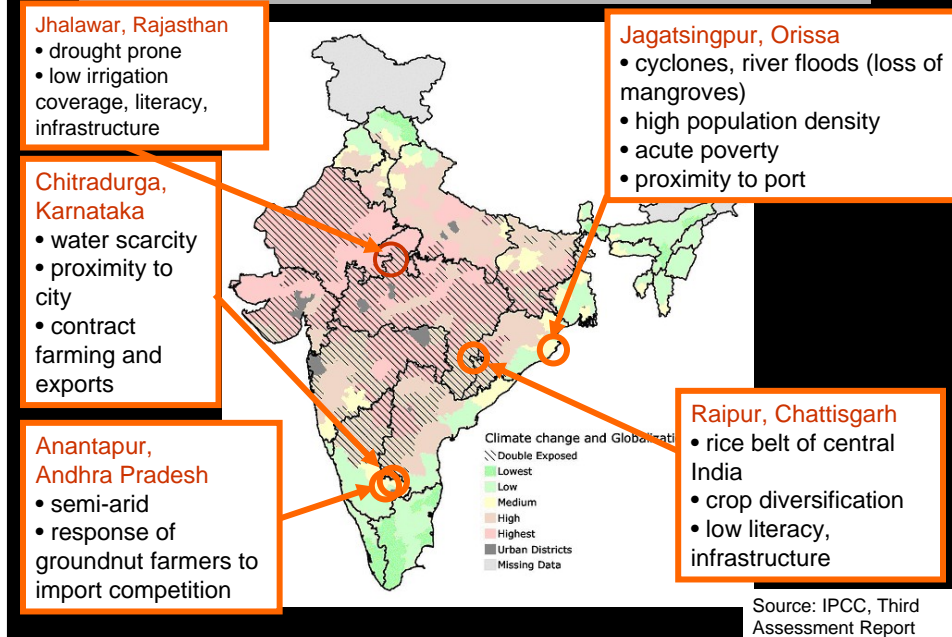 Jhalawar, Rajasthan
• drought prone
• low irrigation
coverage, literacy,
infrastructure
Jagatsingpur, Orissa
• cyclones, river floods (loss of
mangroves)
• high population density
• acute poverty
• proximity to port
Chitradurga,
Karnataka
• water scarcity
• proximity to
city
• contract
farming and
exports
Anantapur,
Andhra Pradesh
• semi-arid
• response of
groundnut farmers to
import competition
Climate change and Globalizati
Double Exposed
Lowest
Low
Medium
High
Highest
Urban Districts
Missing Data
Raipur, Chattisgarh
• rice belt of central
India
• crop diversification
• low literacy,
infrastructure
Source: IPCC, Third
Assessment Report